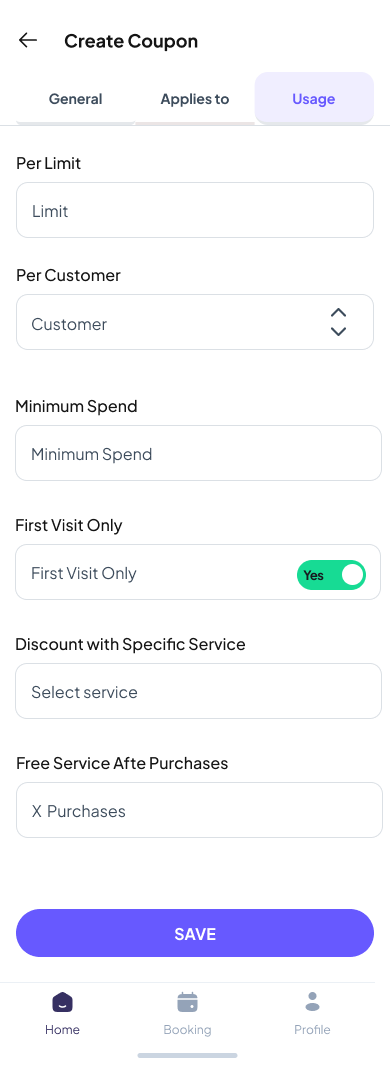 Create Coupon
General Applies to Usage
Per Limit
Limit
Per Customer
Customer
Minimum Spend
Minimum Spend
First Visit Only
First Visit Only Yes
Discount with Specific Service
Select service
Free Service Afte Purchases
X Purchases
SAVE
Home Booking Profile